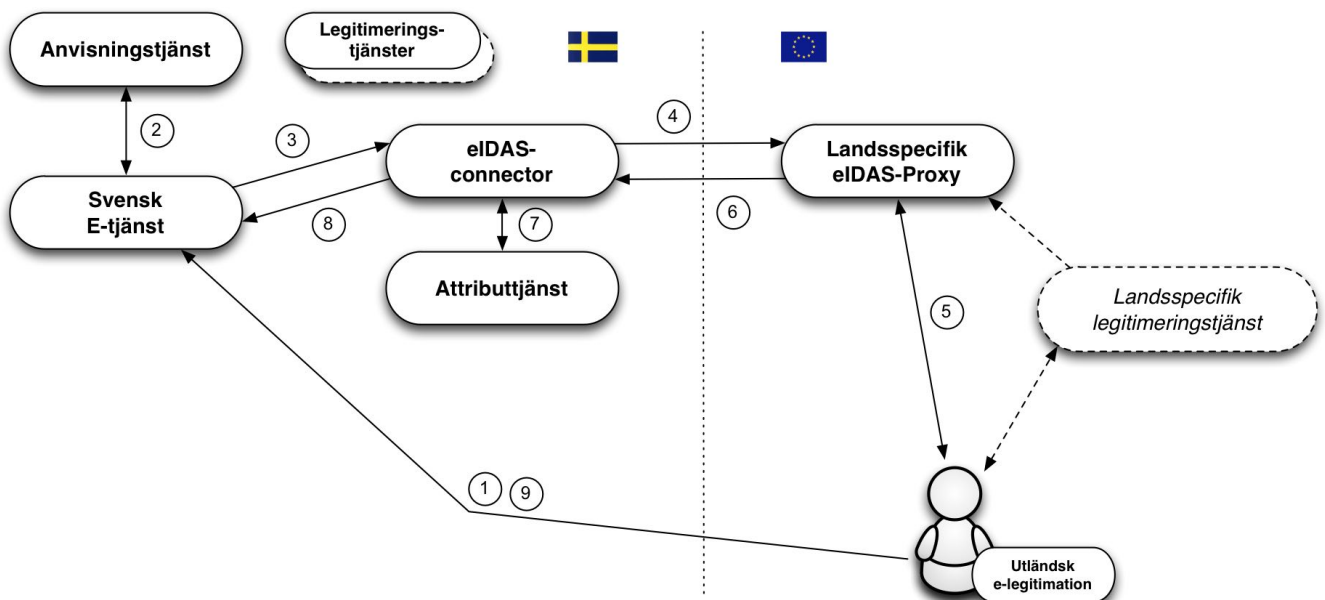 Anvisningstjänst
Legitimerings-
tjänster
2
3
4
eIDAS-
connector
Landsspecifik
eIDAS-Proxy
Svensk
E-tjänst
8
7
6
Attributtjänst
5
Landsspecifik
legitimeringstjänst
1
9
Utländsk
e-legitimation